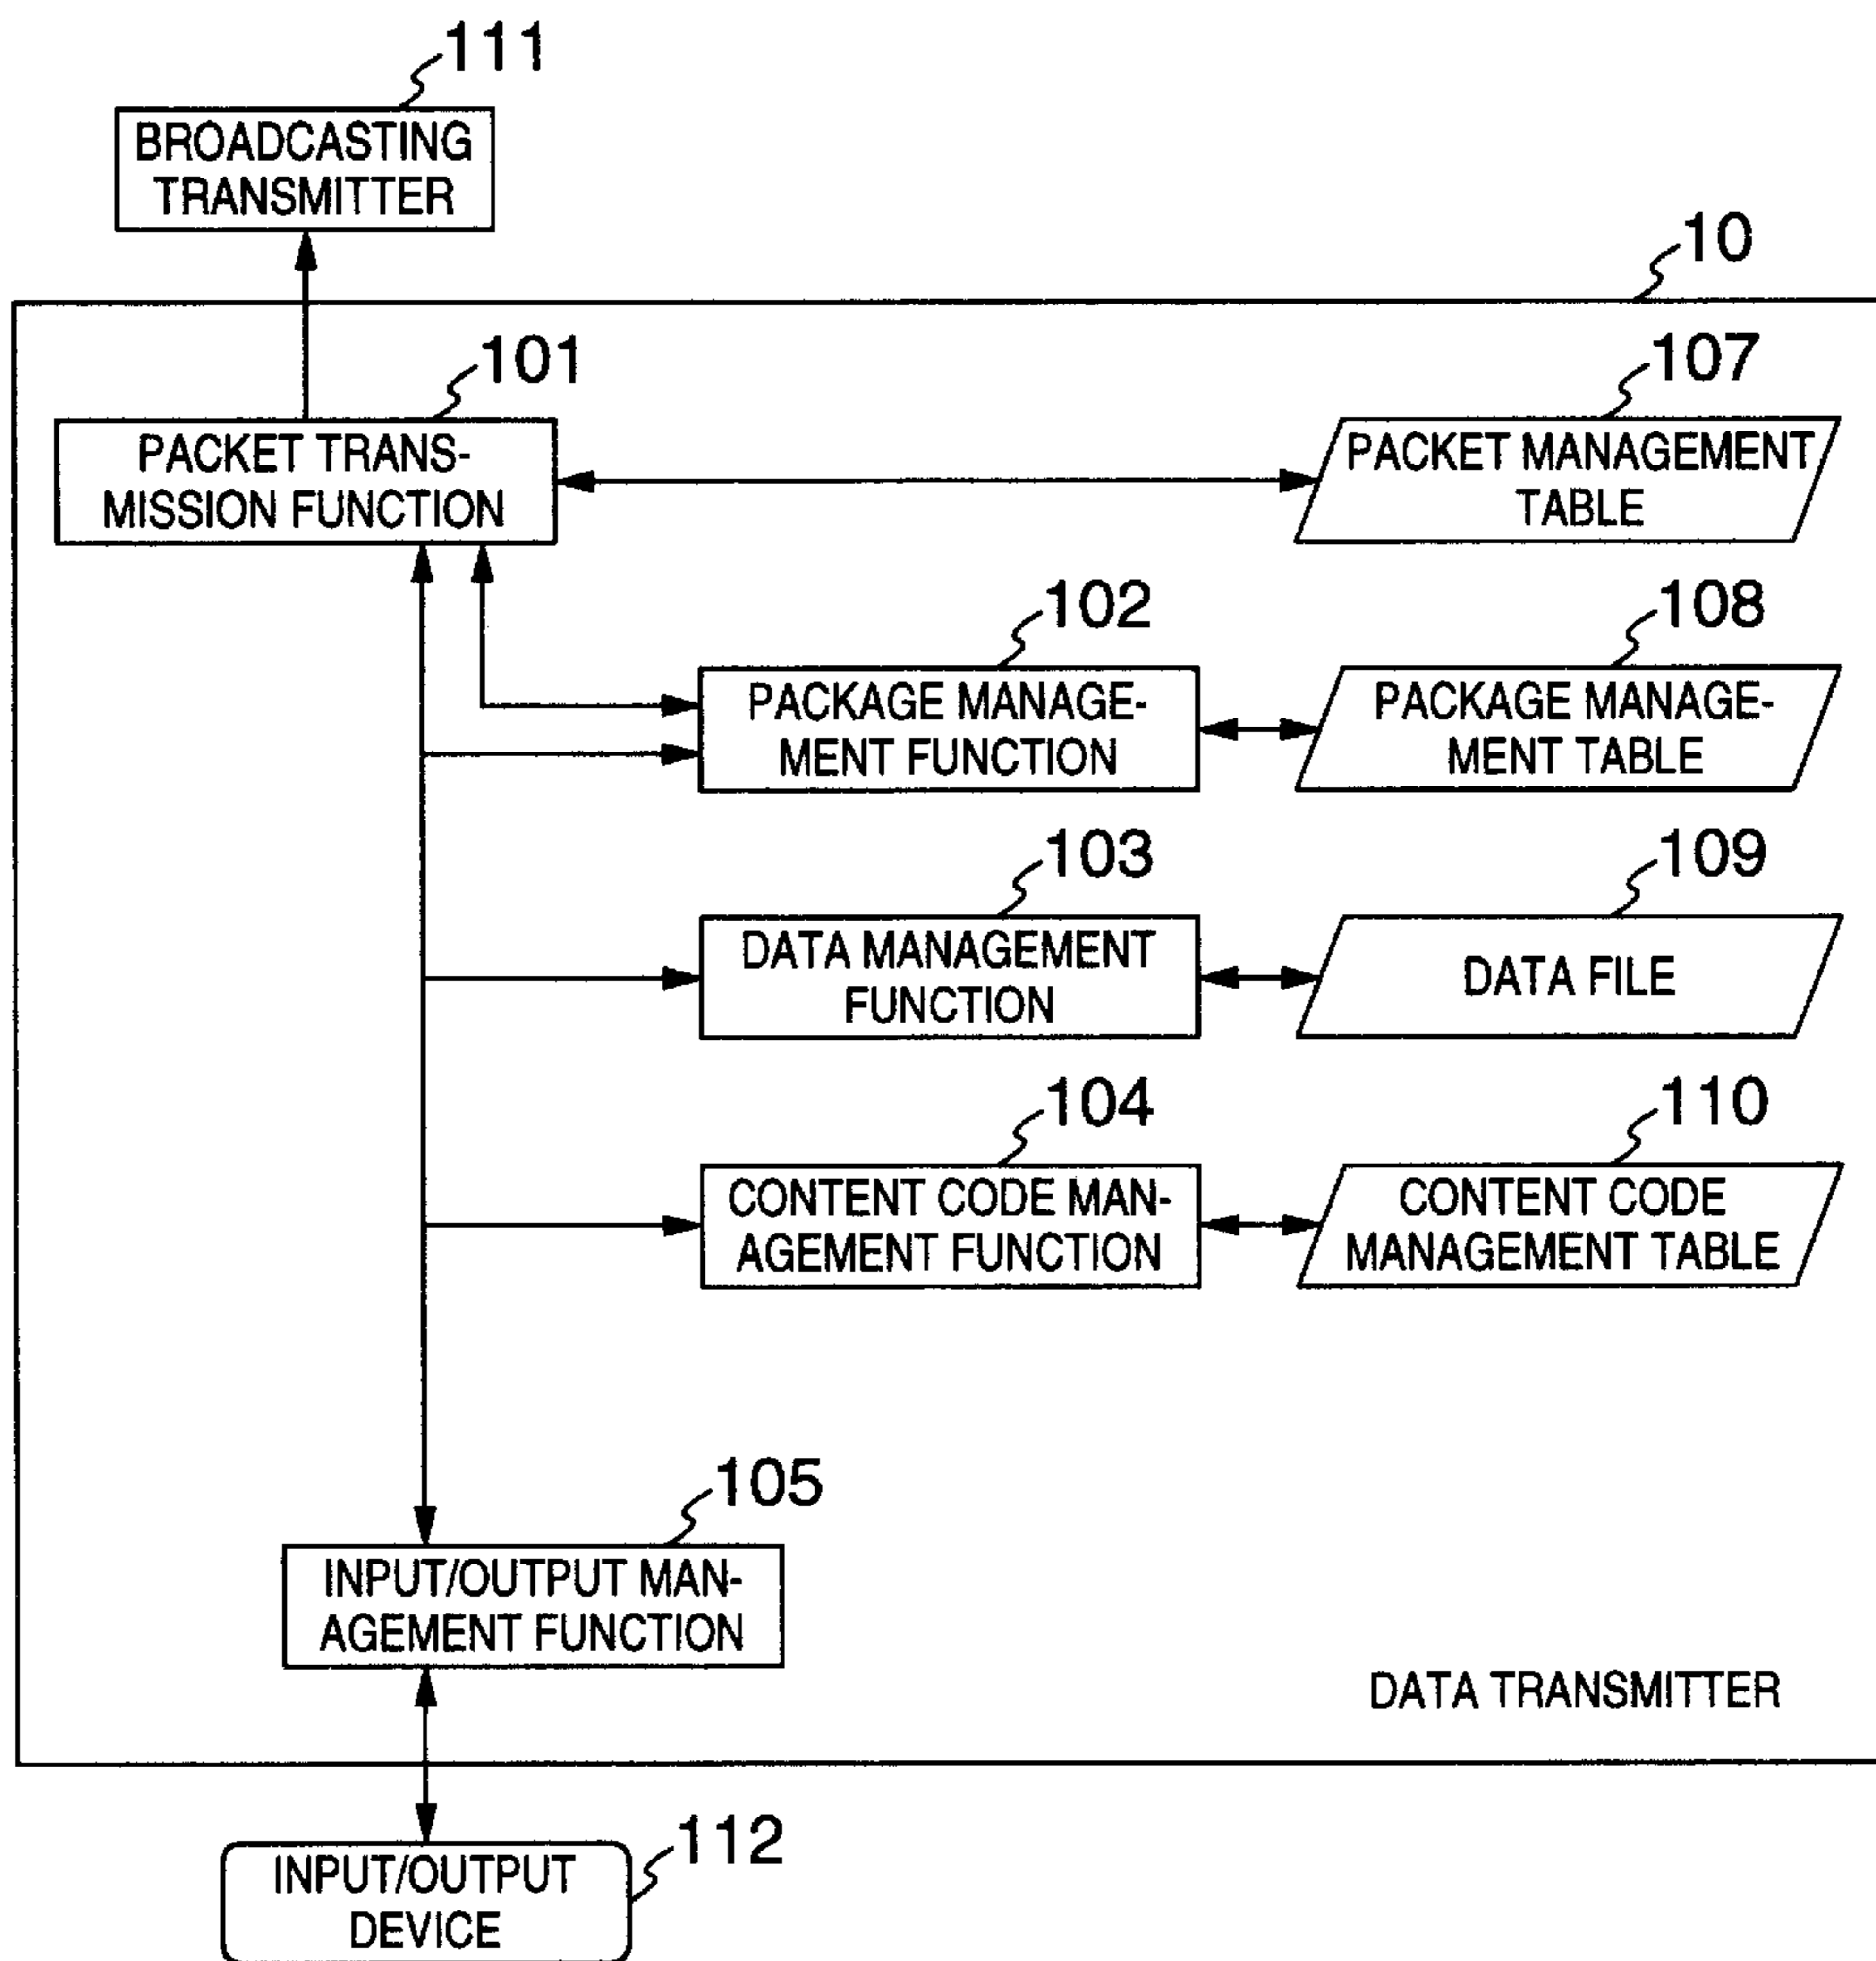 111
BROADCASTING
TRANSMITTER
10
101
PACKET TRANS-
MISSION FUNCTION
107
PACKET MANAGEMENT
TABLE
102
PACKAGE MANAGE-
MENT FUNCTION
108
PACKAGE MANAGE-
MENT TABLE
103
DATA MANAGEMENT
FUNCTION
109
DATA FILE
104
CONTENT CODE MAN-
AGEMENT FUNCTION
110
CONTENT CODE
MANAGEMENT TABLE
105
INPUT/OUTPUT MAN-
AGEMENT FUNCTION
DATA TRANSMITTER
112
INPUT/OUTPUT
DEVICE